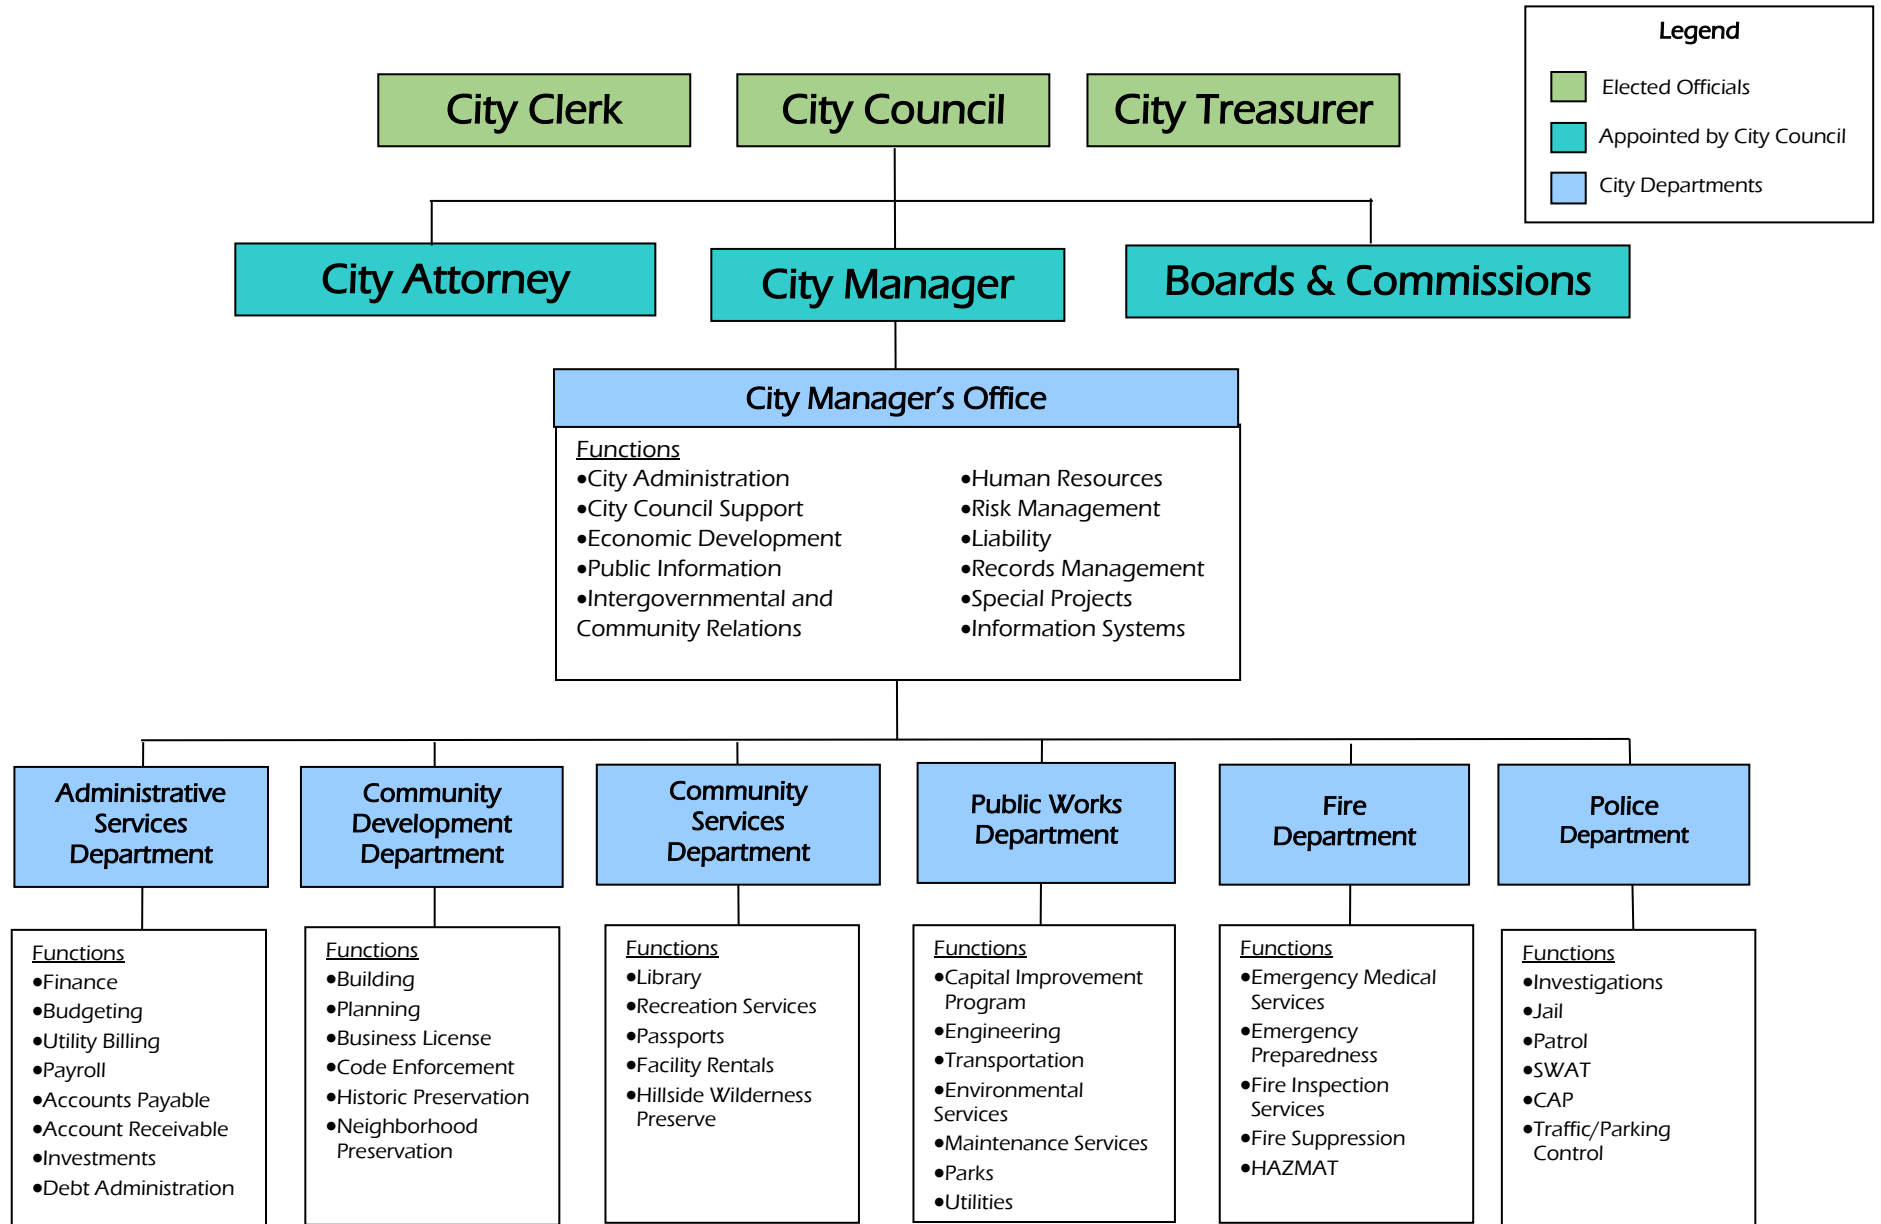 Legend
Elected Officials
Appointed by City Council
City Departments
City Clerk
City Council
City Treasurer
City Attorney
City Manager
Boards & Commissions
City Manager's Office
Functions
•City Administration
•City Council Support
•Economic Development
•Public Information
•Intergovernmental and
Community Relations
•Human Resources
•Risk Management
•Liability
•Records Management
•Special Projects
•Information Systems
Administrative
Services
Department
Functions
•Finance
•Budgeting
•Utility Billing
•Payroll
•Accounts Payable
•Account Receivable
•Investments
•Debt Administration
Community
Development
Department
Functions
•Building
•Planning
•Business License
•Code Enforcement
•Historic Preservation
•Neighborhood
Preservation
Community
Services
Department
Functions
•Library
•Recreation Services
•Passports
•Facility Rentals
•Hillside Wilderness
Preserve
Public Works
Department
Functions
•Capital Improvement
Program
•Engineering
•Transportation
•Environmental
Services
•Maintenance Services
•Parks
•Utilities
Fire
Department
Functions
•Emergency Medical
Services
•Emergency
Preparedness
•Fire Inspection
Services
•Fire Suppression
•HAZMAT
Police
Department
Functions
•Investigations
•Jail
•Patrol
•SWAT
•CAP
•Traffic/Parking
Control